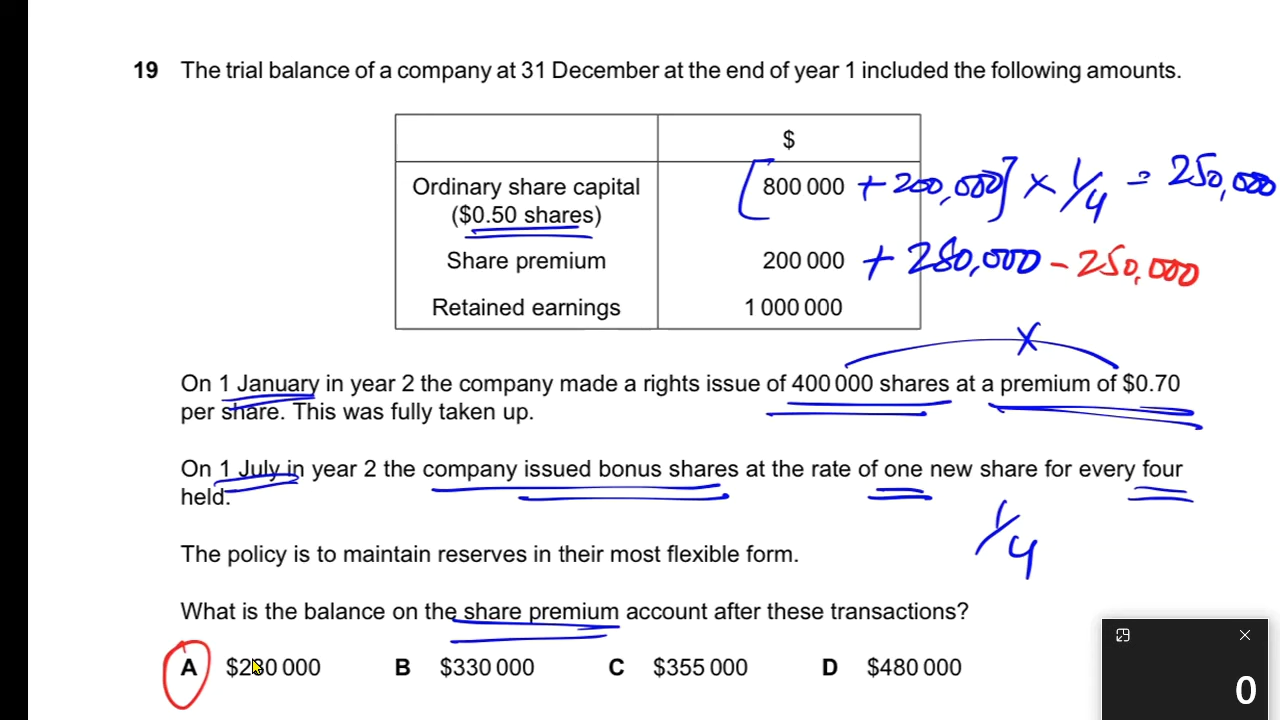 19 The trial balance of a company at 31 December at the end of year 1 included the following amounts.
$
Ordinary share capital
($0.50 shares)
[800 000 + 200,000] × 1/4 = 250,000
Share premium 200 000 + 280,000 - 250,000
Retained earnings 1 000 000
×
On 1 January in year 2 the company made a rights issue of 400 000 shares at a premium of $0.70
per share. This was fully taken up.
On 1 July in year 2 the company issued bonus shares at the rate of one new share for every four
held.
1/4
The policy is to maintain reserves in their most flexible form.
What is the balance on the share premium account after these transactions?
A $230 000 B $330 000 C $355 000 D $480 000
0